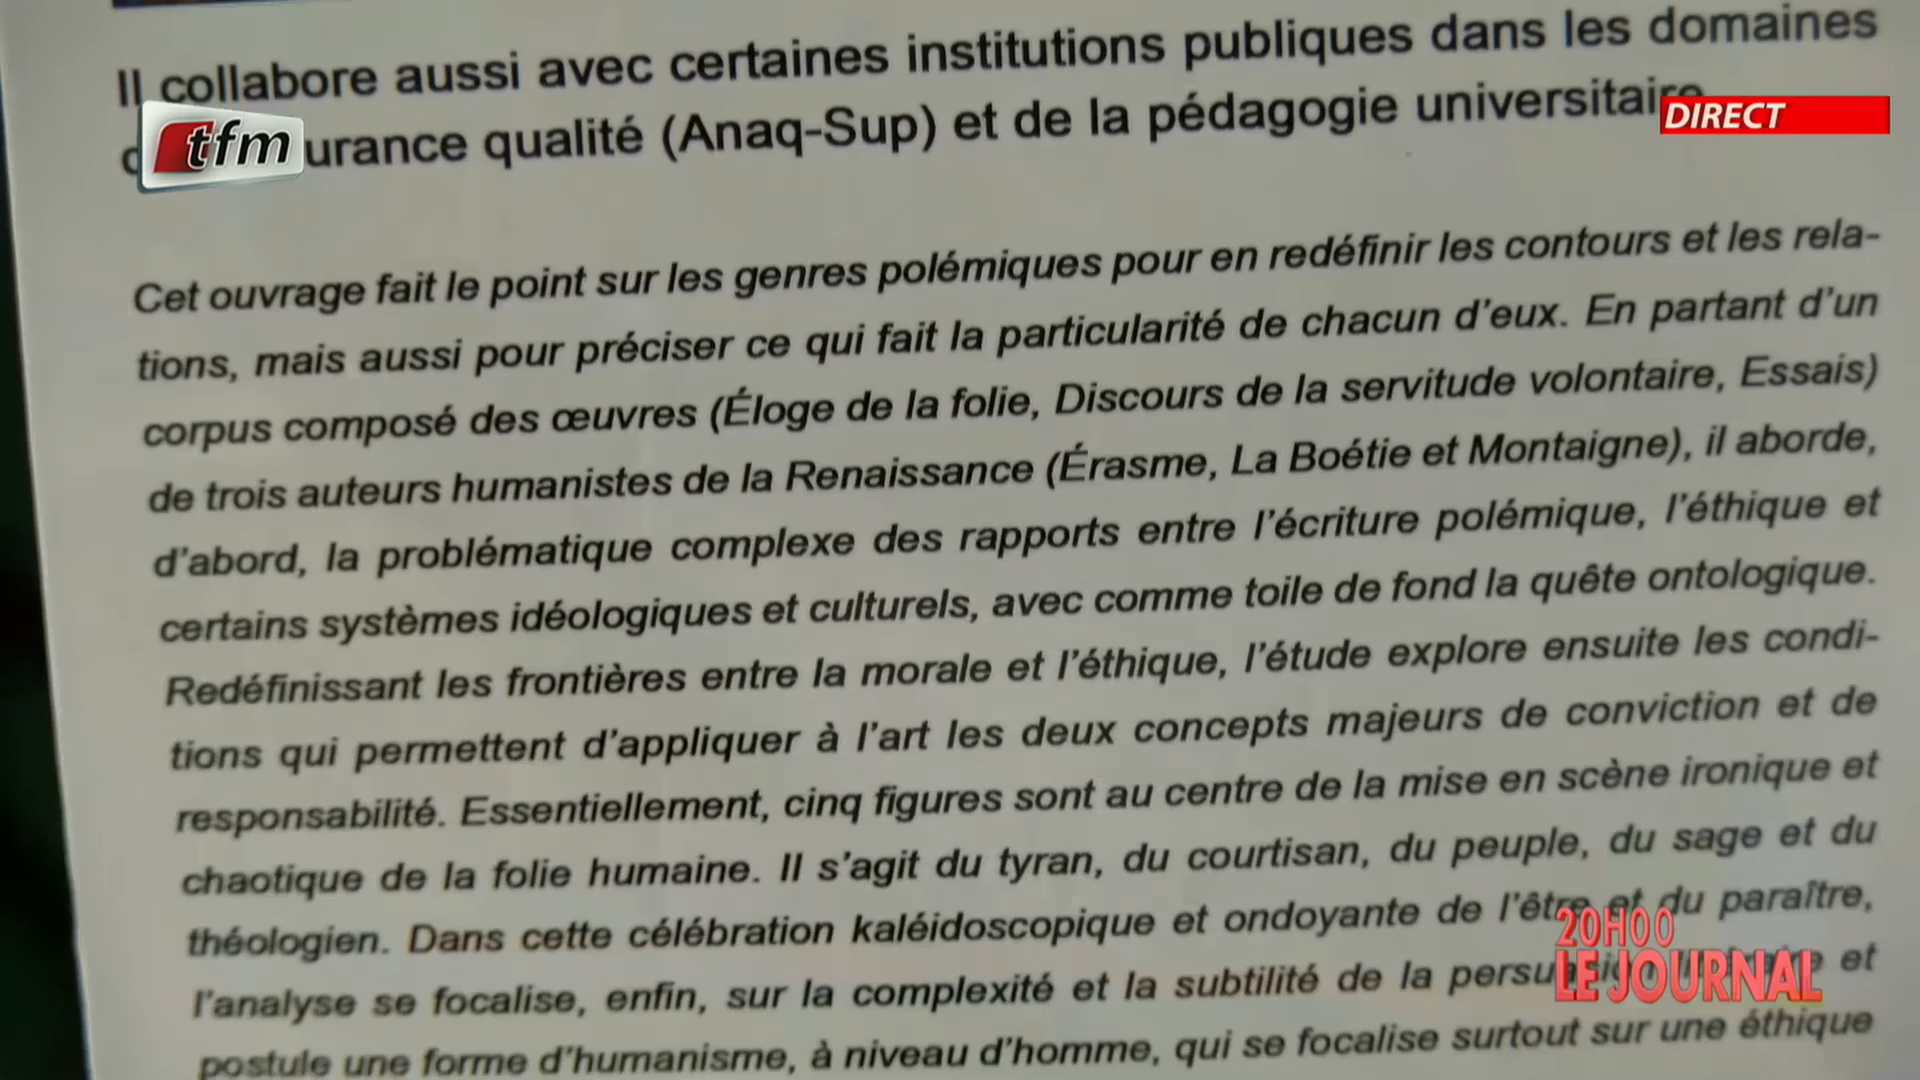 Il collabore aussi avec certaines institutions publiques dans les domaines
urance qualité (Anaq-Sup) et de la pédagogie universitaire
tfm
DIRECT
Cet ouvrage fait le point sur les genres polémiques pour en redéfinir les contours et les rela-
tions, mais aussi pour préciser ce qui fait la particularité de chacun d'eux. En partant d'un
corpus composé des œuvres (Éloge de la folie, Discours de la servitude volontaire, Essais)
de trois auteurs humanistes de la Renaissance (Érasme, La Boétie et Montaigne), il aborde,
d'abord, la problématique complexe des rapports entre l'écriture polémique, l'éthique et
certains systèmes idéologiques et culturels, avec comme toile de fond la quête ontologique.
Redéfinissant les frontières entre la morale et l'éthique, l'étude explore ensuite les condi-
tions qui permettent d'appliquer à l'art les deux concepts majeurs de conviction et de
responsabilité. Essentiellement, cinq figures sont au centre de la mise en scène ironique et
chaotique de la folie humaine. Il s'agit du tyran, du courtisan, du peuple, du sage et du
théologien. Dans cette célébration kaléidoscopique et ondoyante de l'être et du paraître,
l'analyse se focalise, enfin, sur la complexité et la subtilité de la persuasion et
postule une forme d'humanisme, à niveau d'homme, qui se focalise surtout sur une éthique
20H00
LE JOURNAL